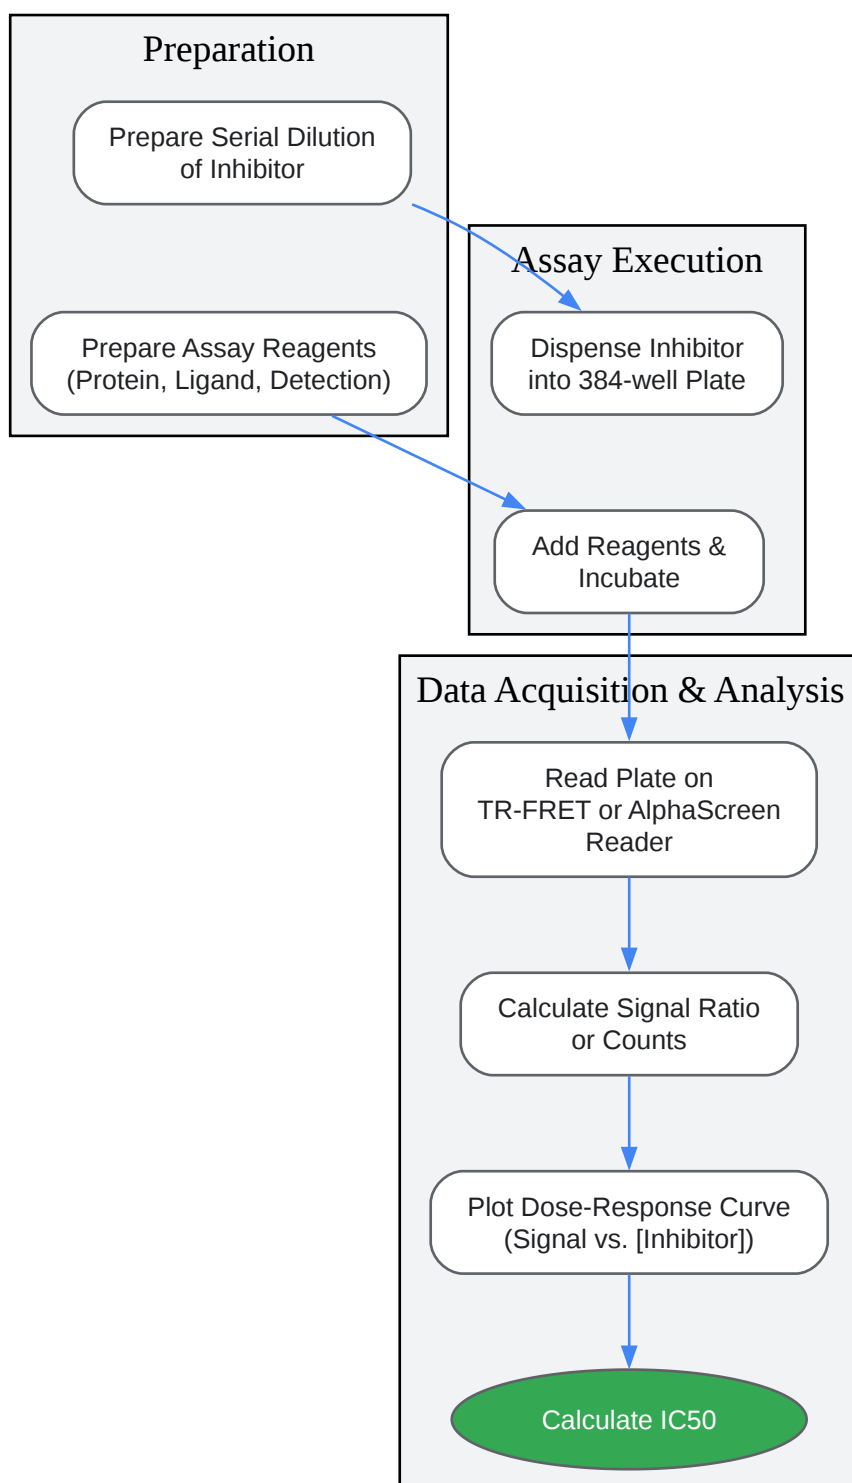 Preparation
Prepare Serial Dilution
of Inhibitor
Prepare Assay Reagents
(Protein, Ligand, Detection)
Assay Execution
Dispense Inhibitor
into 384-well Plate
Add Reagents &
Incubate
Data Acquisition & Analysis
Read Plate on
TR-FRET or AlphaScreen
Reader
Calculate Signal Ratio
or Counts
Plot Dose-Response Curve
(Signal vs. [Inhibitor])
Calculate IC50